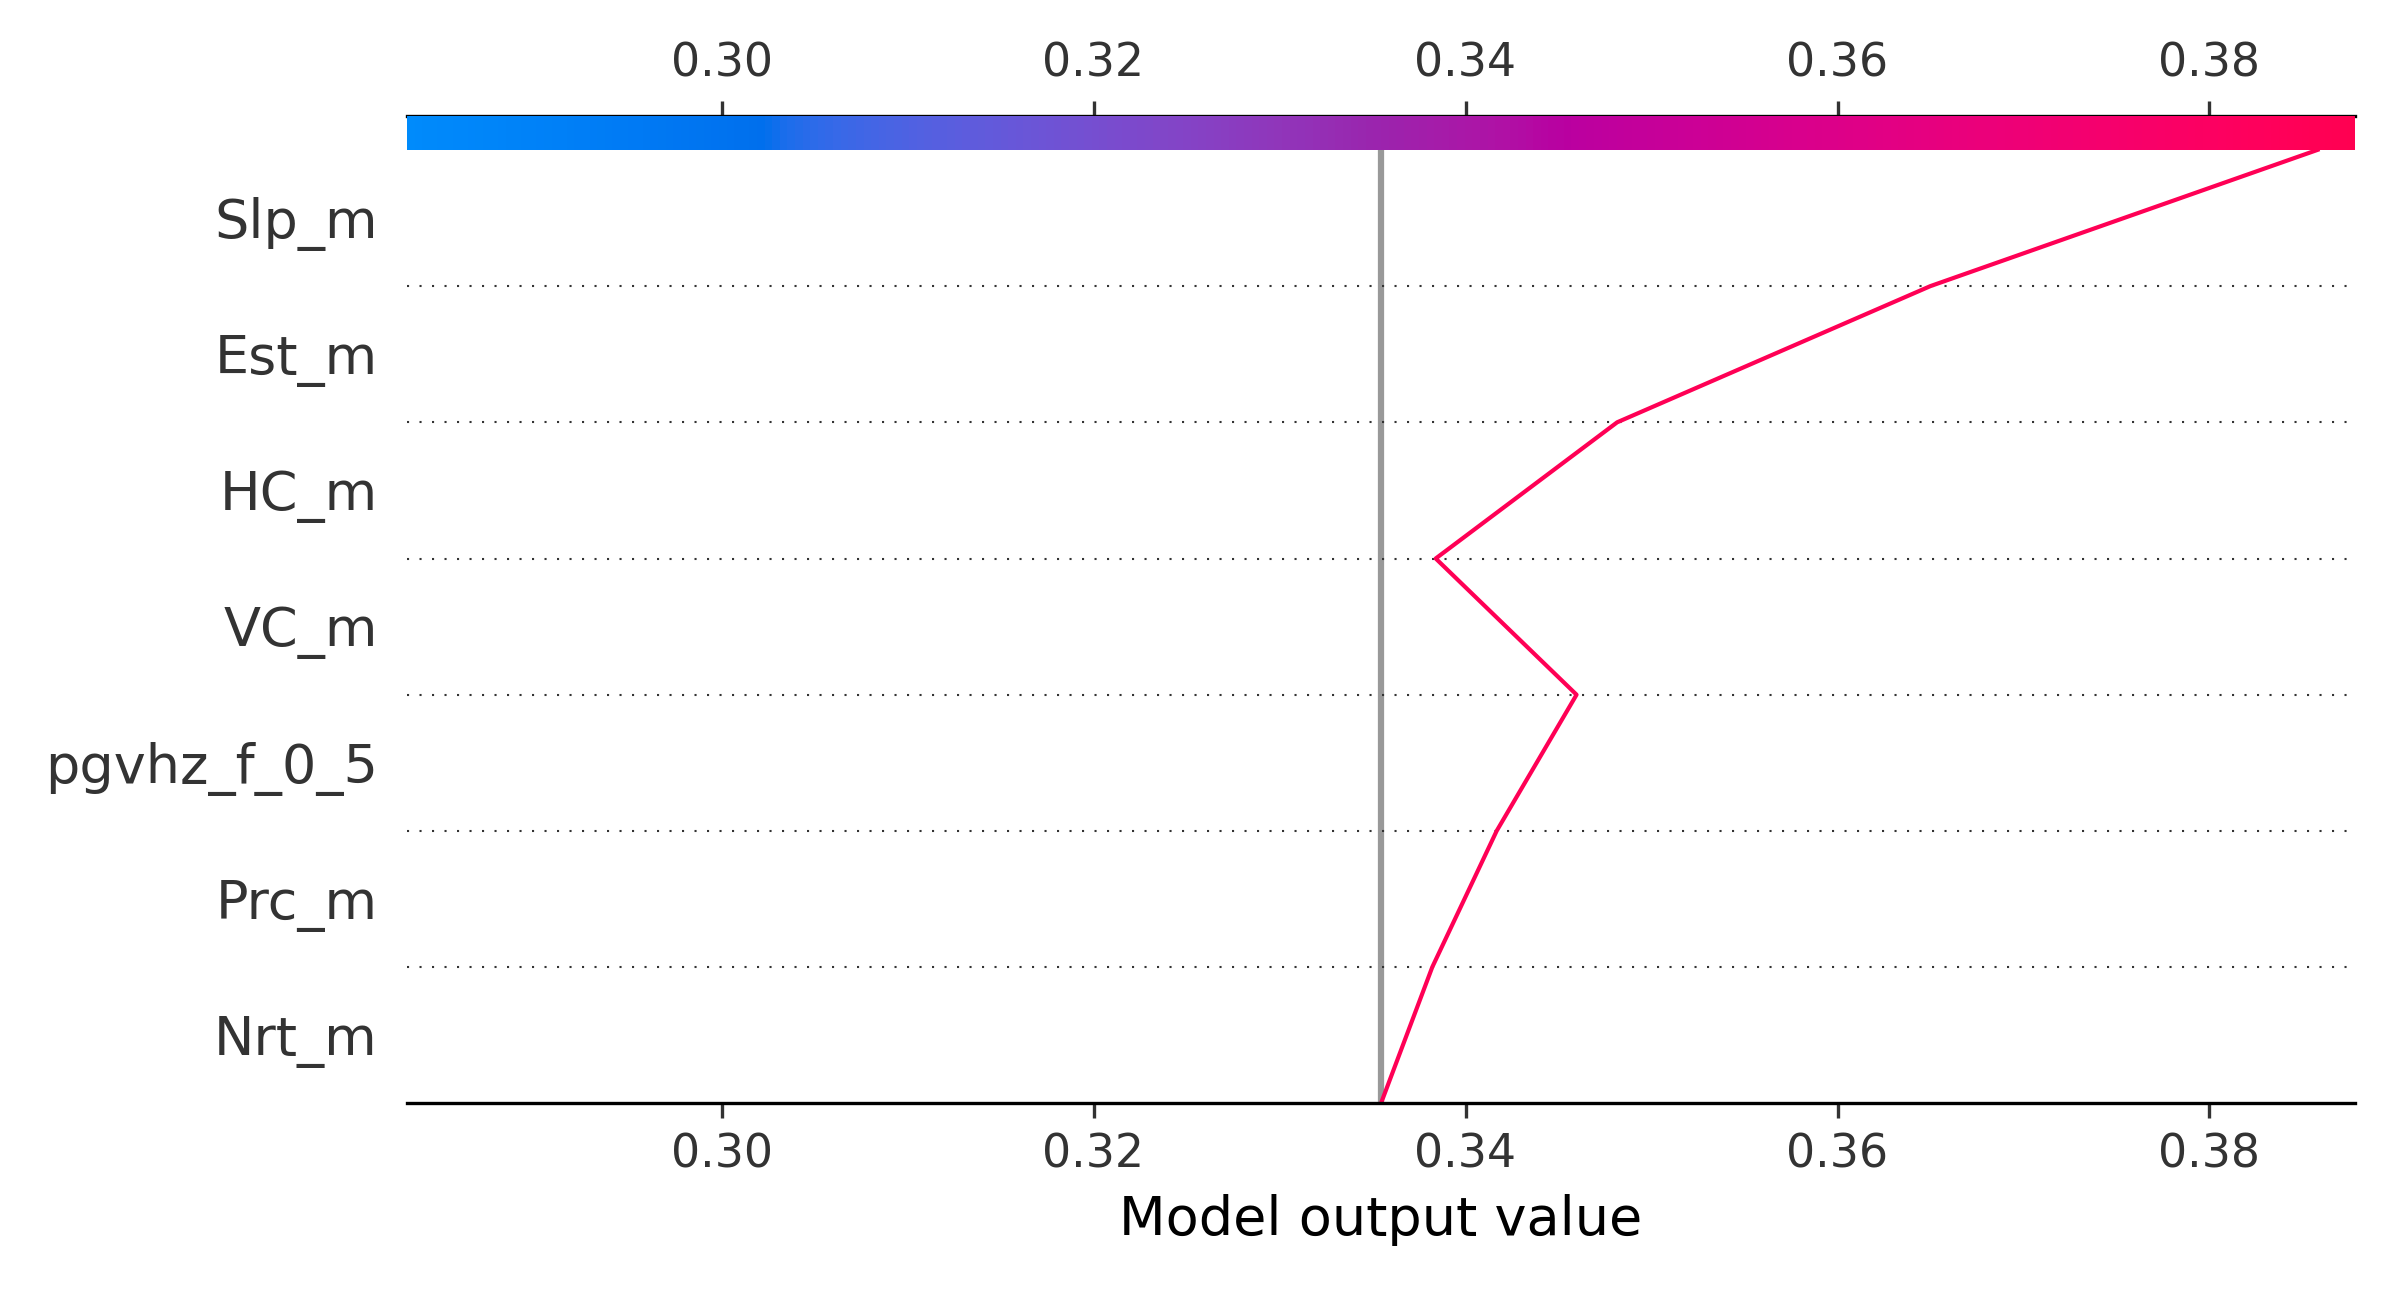 0.30 0.32 0.34 0.36 0.38
Slp_m
Est_m
HC_m
VC_m
pgvhz_f_0_5
Prc_m
Nrt_m
0.30 0.32 0.34 0.36 0.38
Model output value